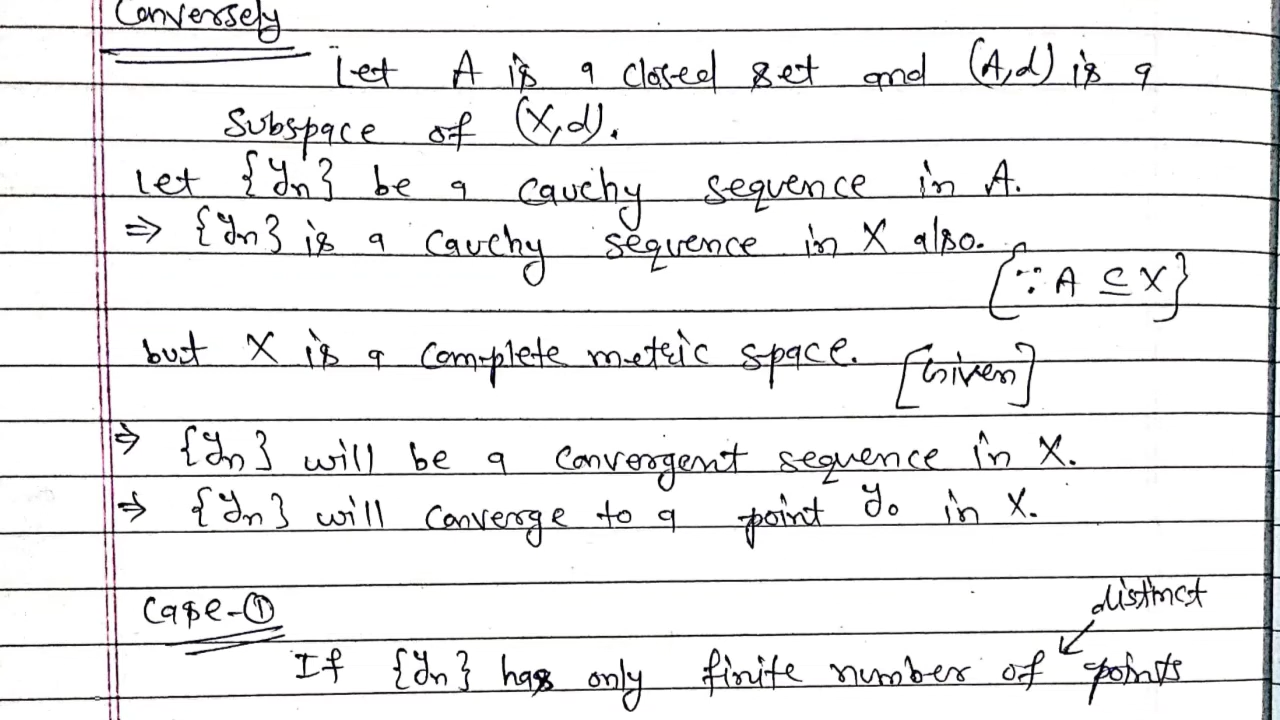 Conversely
Let A is a closed set and (A,d) is a
Subspace of (X,d).
Let {yn} be a cauchy sequence in A.
⇒ {yn} is a cauchy sequence in X also.
{∵ A ⊆ X}
but X is a complete metric space. [Given]
⇒ {yn} will be a convergent sequence in X.
⇒ {yn} will converge to a point y₀ in X.
Case-①
distinct
If {yn} has only finite number of points